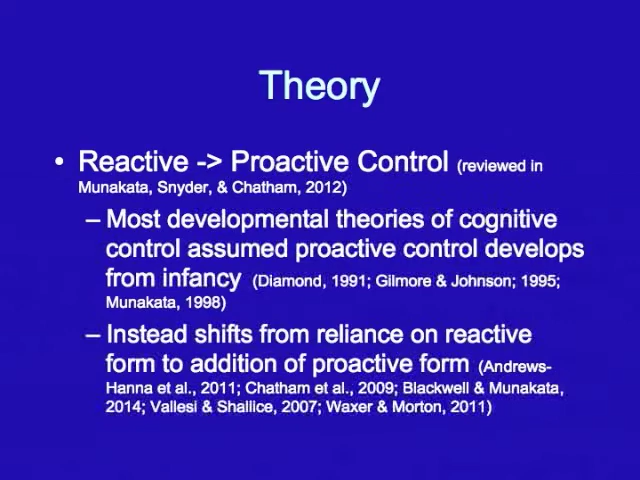 Theory
• Reactive -> Proactive Control (reviewed in
Munakata, Snyder, & Chatham, 2012)
– Most developmental theories of cognitive
control assumed proactive control develops
from infancy (Diamond, 1991; Gilmore & Johnson; 1995;
Munakata, 1998)
– Instead shifts from reliance on reactive
form to addition of proactive form (Andrews-
Hanna et al., 2011; Chatham et al., 2009; Blackwell & Munakata,
2014; Vallesi & Shallice, 2007; Waxer & Morton, 2011)